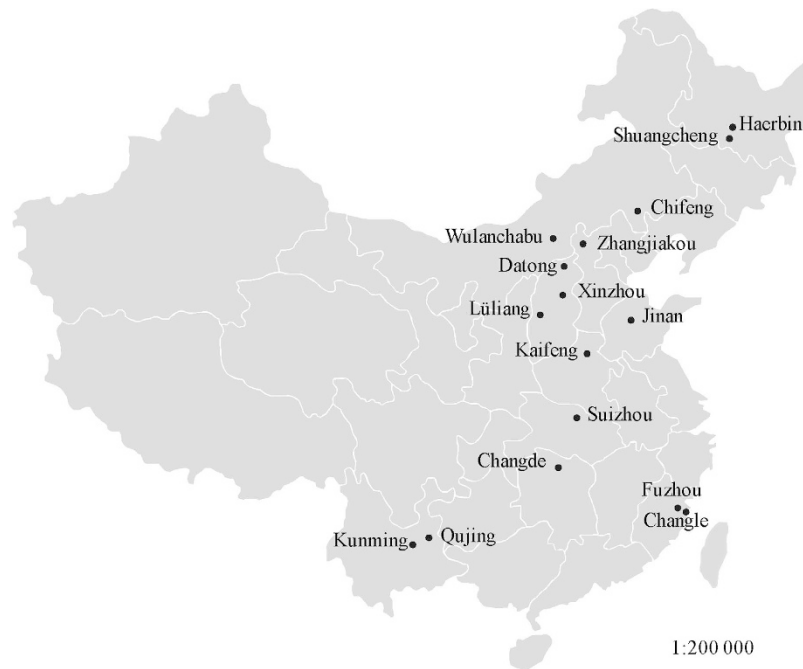 Haerbin
Shuangcheng
Chifeng
Wulanchabu
Zhangjiakou
Datong
Xinzhou
Lüliang
Jinan
Kaifeng
Suizhou
Changde
Fuzhou
Changle
Qujing
Kunming
1:200 000